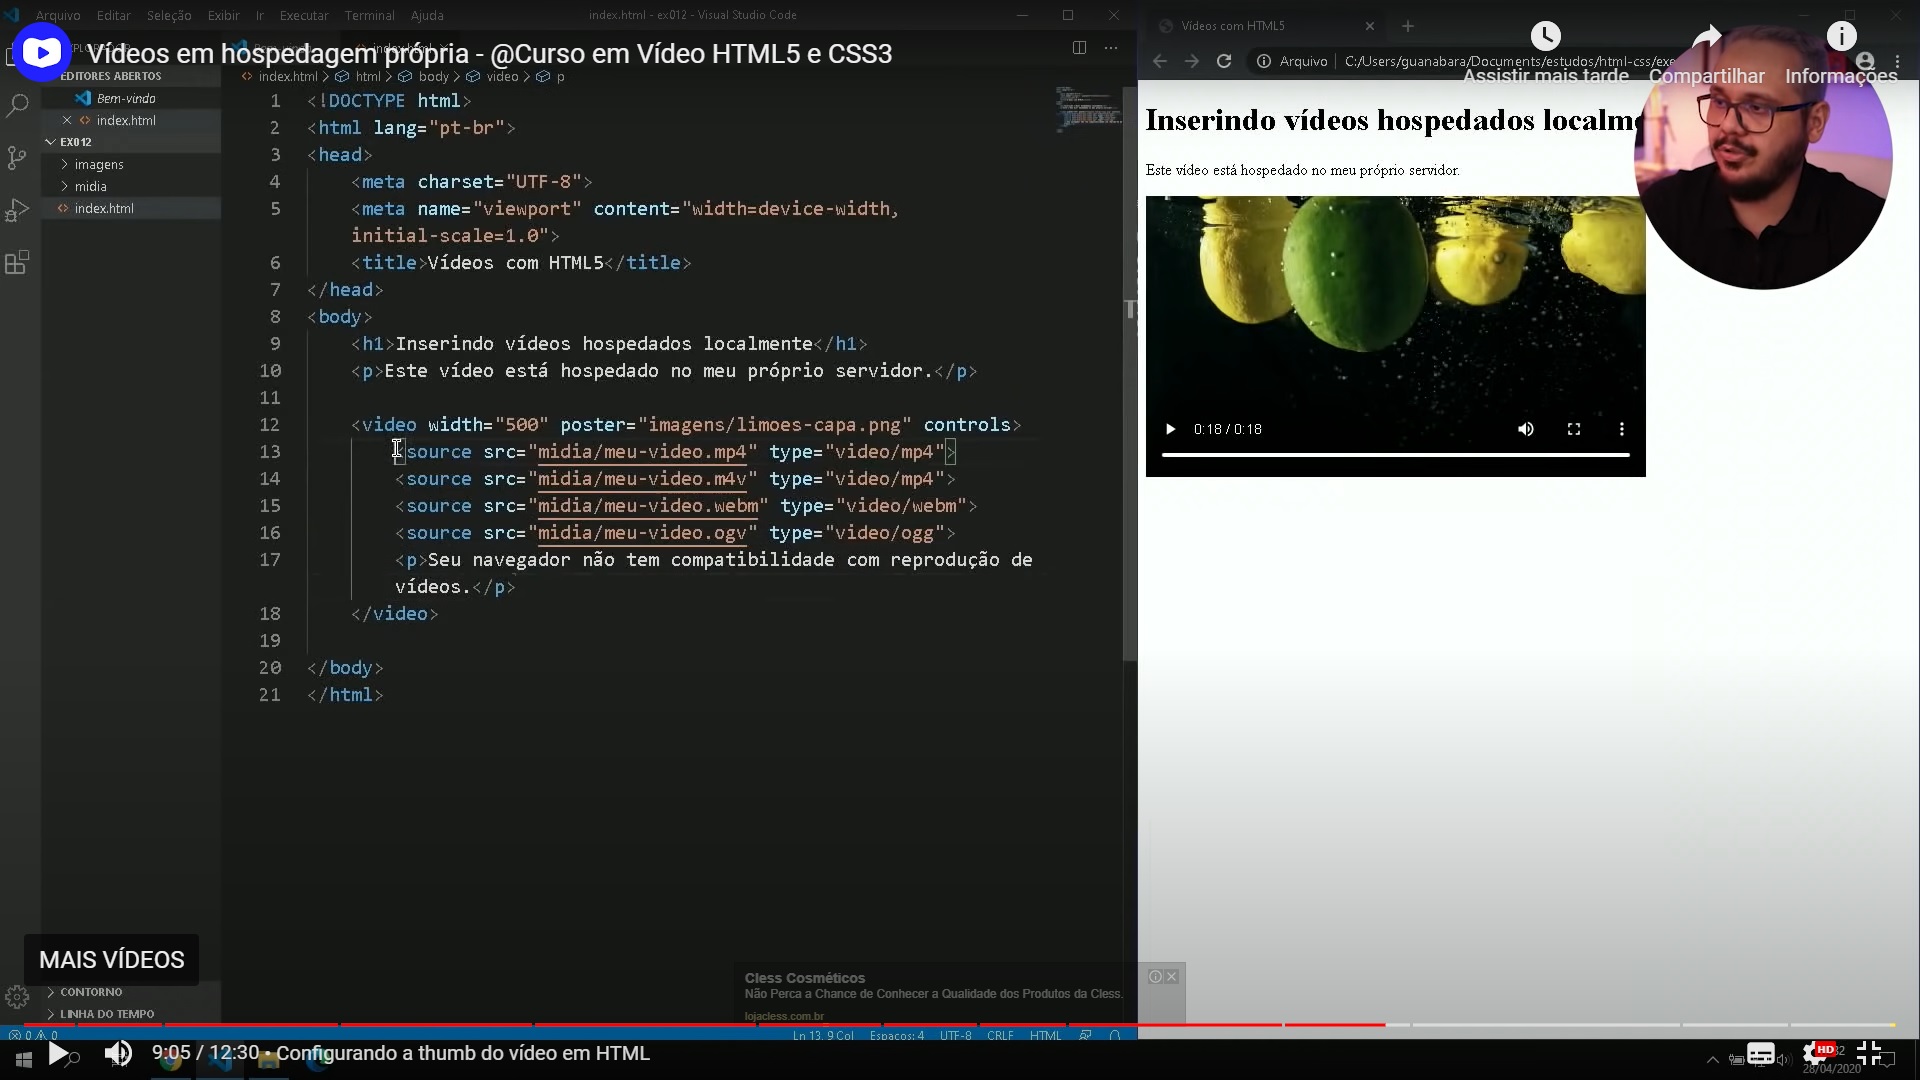 Arquivo Editar Seleção Exibir Ir Executar Terminal Ajuda
index.html - ex012 - Visual Studio Code
Vídeos em hospedagem própria - @Curso em Vídeo HTML5 e CSS3
EDITORES ABERTOS
Bem-vindo
index.html
EX012
imagens
midia
index.html
CONTORNO
LINHA DO TEMPO
index.html > html > body > video > p
1 <!DOCTYPE html>
2 <html lang="pt-br">
3 <head>
4 <meta charset="UTF-8">
5 <meta name="viewport" content="width=device-width,
initial-scale=1.0">
6 <title>Vídeos com HTML5</title>
7 </head>
8 <body>
9 <h1>Inserindo vídeos hospedados localmente</h1>
10 <p>Este vídeo está hospedado no meu próprio servidor.</p>
11
12 <video width="500" poster="imagens/limoes-capa.png" controls>
13 <source src="midia/meu-video.mp4" type="video/mp4">
14 <source src="midia/meu-video.m4v" type="video/mp4">
15 <source src="midia/meu-video.webm" type="video/webm">
16 <source src="midia/meu-video.ogv" type="video/ogg">
17 <p>Seu navegador não tem compatibilidade com reprodução de
vídeos.</p>
18 </video>
19
20 </body>
21 </html>
Vídeos com HTML5
Arquivo C:/Users/guanabara/Documents/estudos/html-css/exe
Assistir mais tarde Compartilhar Informações
Inserindo vídeos hospedados localme
Este vídeo está hospedado no meu próprio servidor.
0:18 / 0:18
MAIS VÍDEOS
Cless Cosméticos
Não Perca a Chance de Conhecer a Qualidade dos Produtos da Cless.
lojacless.com.br
0 0
Ln 13, 9 Col Espaços: 4 UTF-8 CRLF HTML
9:05 / 12:30 • Configurando a thumb do vídeo em HTML
HD
28/04/2020